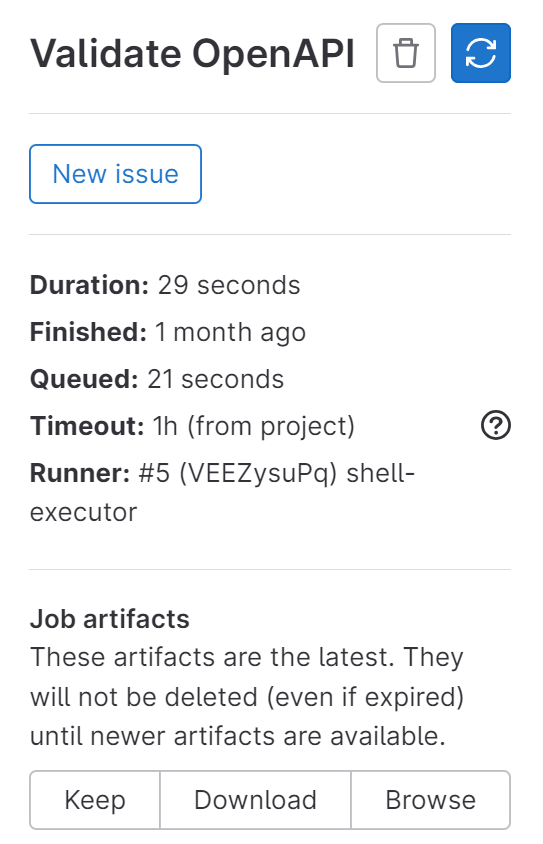 Validate OpenAPI
New issue
Duration: 29 seconds
Finished: 1 month ago
Queued: 21 seconds
Timeout: 1h (from project)
Runner: #5 (VEEZysuPq) shell-
executor
Job artifacts
These artifacts are the latest. They
will not be deleted (even if expired)
until newer artifacts are available.
Keep Download Browse